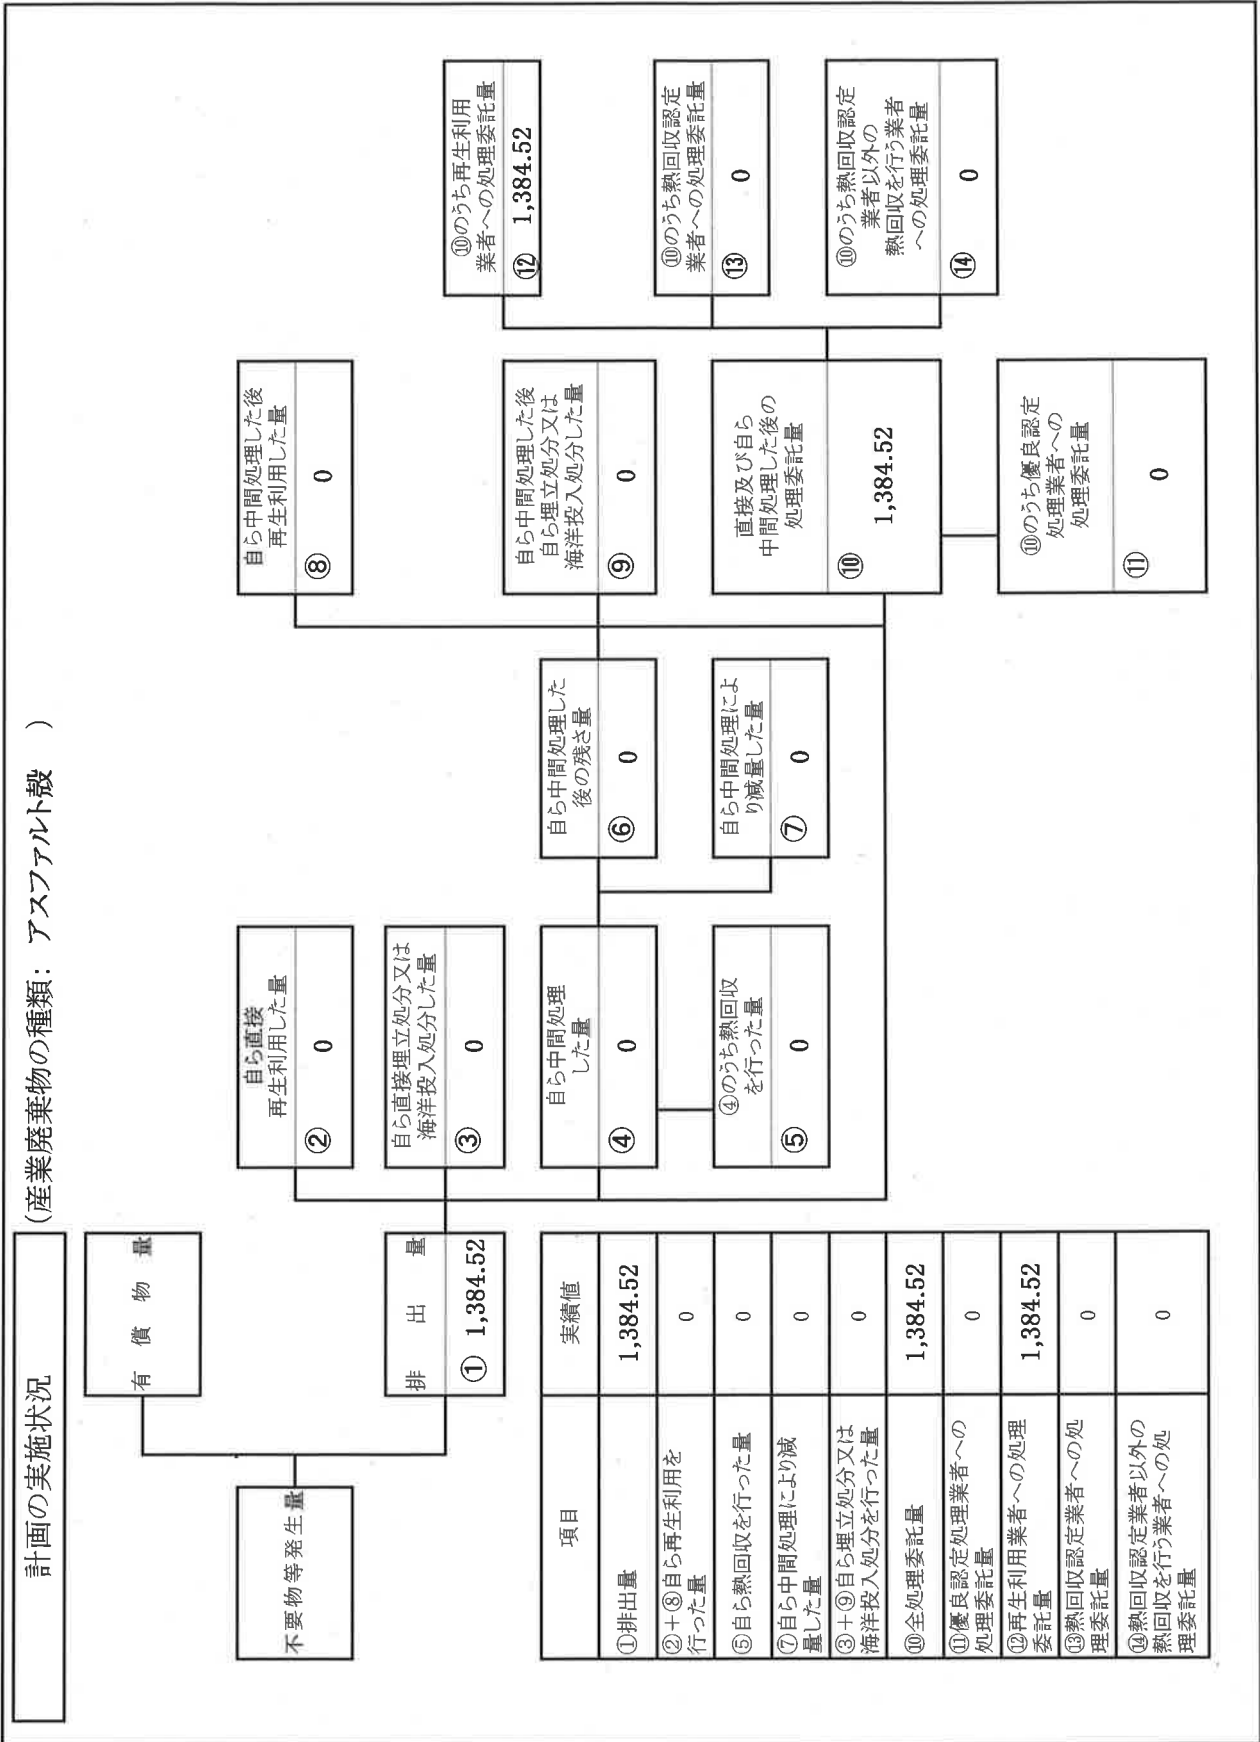 計画の実施状況
(産業廃棄物の種類： アスファルト殻 )
不要物等発生量
有償物量
排出量
① 1,384.52
自ら直接
再生利用した量
② 0
自ら直接埋立処分又は
海洋投入処分した量
③ 0
自ら中間処理
した量
④ 0
④のうち熱回収
を行った量
⑤ 0
自ら中間処理した
後の残さ量
⑥ 0
自ら中間処理によ
り減量した量
⑦ 0
自ら中間処理した後
再生利用した量
⑧ 0
自ら中間処理した後
自ら埋立処分又は
海洋投入処分した量
⑨ 0
直接及び自ら
中間処理した後の
処理委託量
⑩ 1,384.52
⑩のうち優良認定
処理業者への
処理委託量
⑪ 0
⑩のうち再生利用
業者への処理委託量
⑫ 1,384.52
⑩のうち熱回収認定
業者への処理委託量
⑬ 0
⑩のうち熱回収認定
業者以外の
熱回収を行う業者
への処理委託量
⑭ 0
項目 実績値
①排出量 1,384.52
②＋⑧自ら再生利用を
行った量 0
⑤自ら熱回収を行った量 0
⑦自ら中間処理により減
量した量 0
③＋⑨自ら埋立処分又は
海洋投入処分を行った量 0
⑩全処理委託量 1,384.52
⑪優良認定処理業者への
処理委託量 0
⑫再生利用業者への処理
委託量 1,384.52
⑬熱回収認定業者への処
理委託量 0
⑭熱回収認定業者以外の
熱回収を行う業者への処
理委託量 0